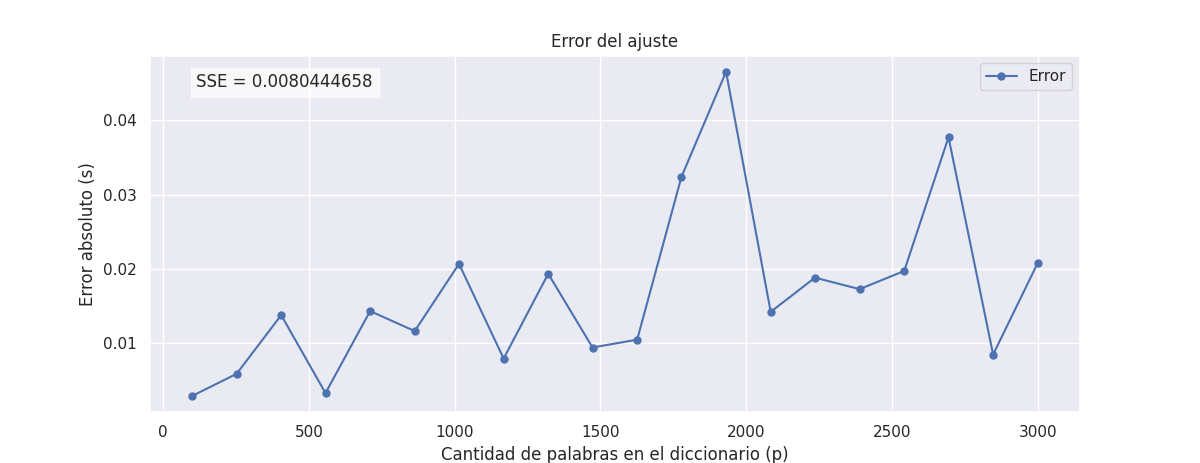 Error del ajuste
SSE = 0.0080444658
Error
Error absoluto (s)
0.04
0.03
0.02
0.01
0 500 1000 1500 2000 2500 3000
Cantidad de palabras en el diccionario (p)